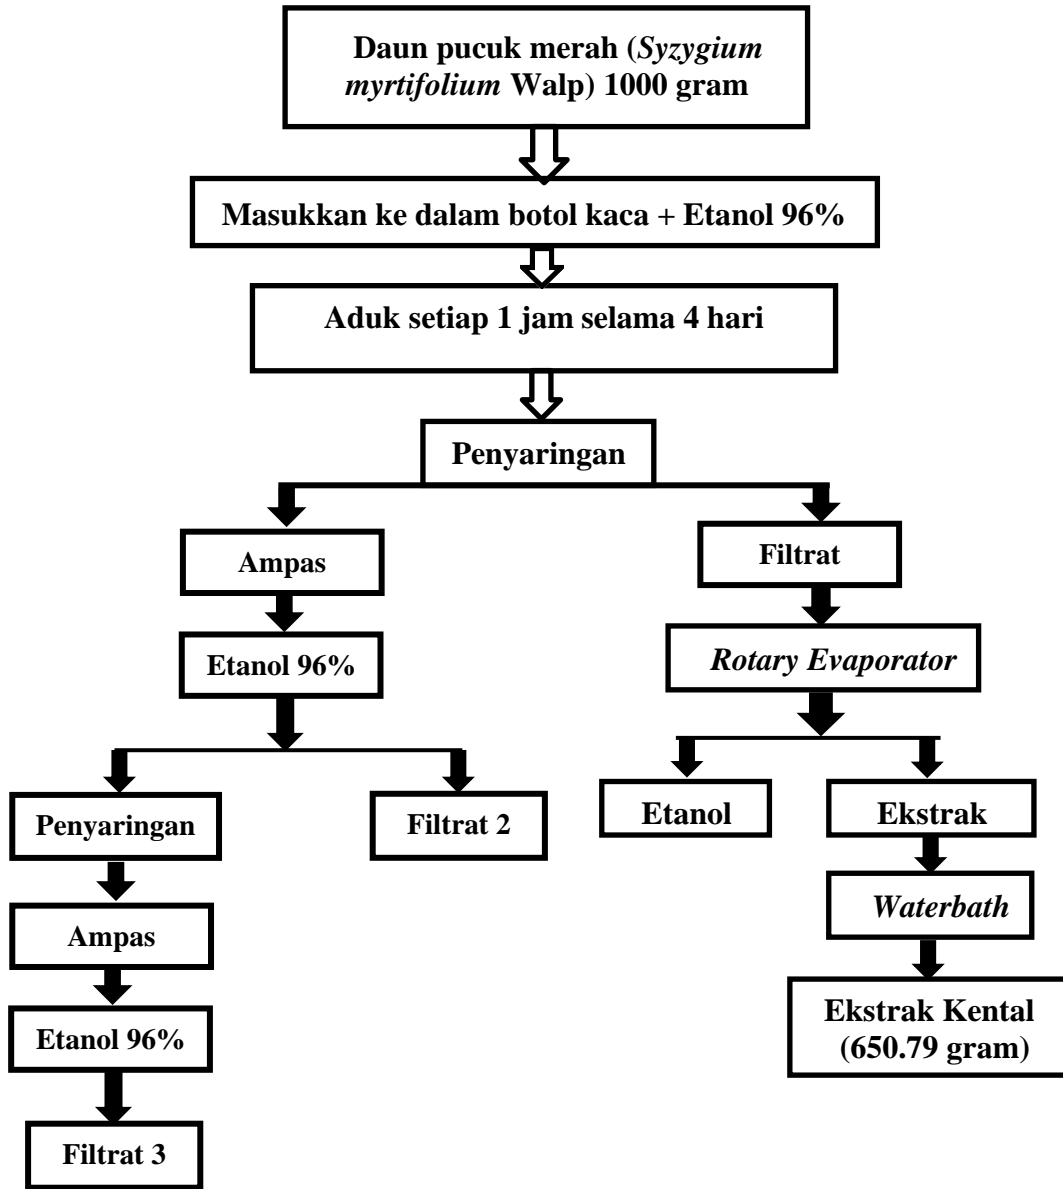 Daun pucuk merah (Syzygium
myrtifolium Walp) 1000 gram
Masukkan ke dalam botol kaca + Etanol 96%
Aduk setiap 1 jam selama 4 hari
Penyaringan
Ampas
Filtrat
Etanol 96%
Rotary Evaporator
Penyaringan
Filtrat 2
Etanol
Ekstrak
Ampas
Waterbath
Etanol 96%
Ekstrak Kental
(650.79 gram)
Filtrat 3